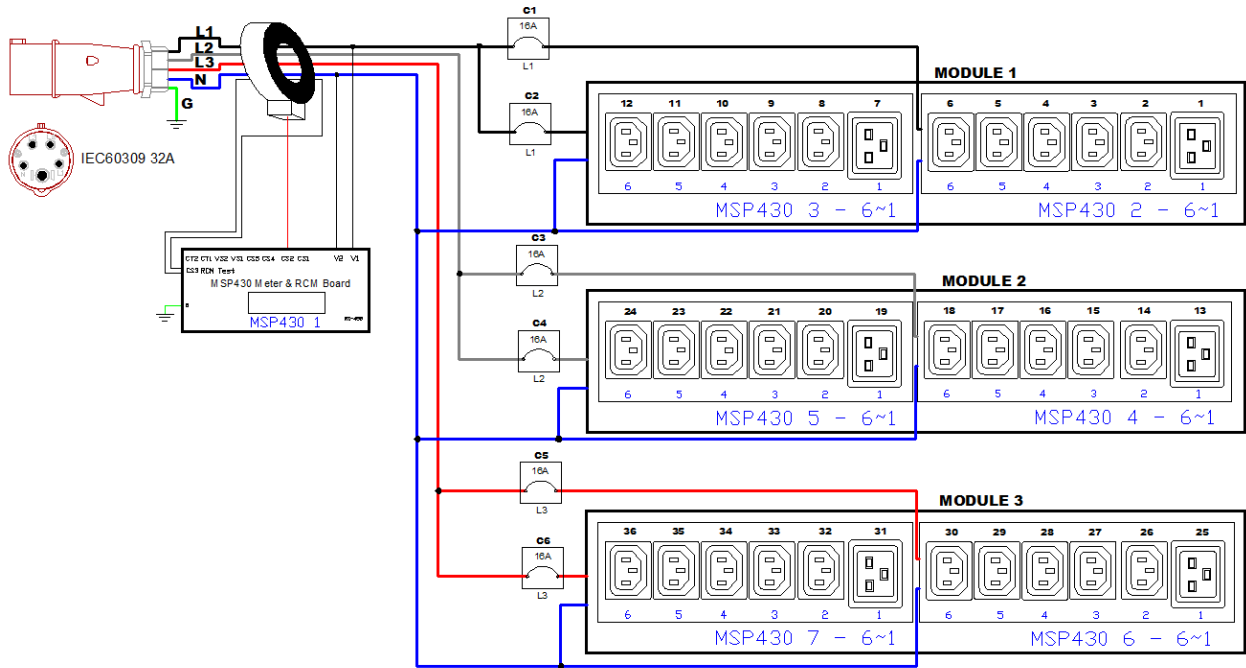 L1
L2
L3
N
G
IEC60309 32A
CT2 CT1 VS2 VS1 CS5 CS4 CS2 CS1 V2 V1
CS3 RCM Test
MSP430 Meter & RCM Board
MSP430 1
RS-485
C1
16A
L1
C2
16A
L1
MODULE 1
12 11 10 9 8 7 6 5 4 3 2 1
6 5 4 3 2 1 6 5 4 3 2 1
MSP430 3 - 6~1 MSP430 2 - 6~1
C3
16A
L2
C4
16A
L2
MODULE 2
24 23 22 21 20 19 18 17 16 15 14 13
6 5 4 3 2 1 6 5 4 3 2 1
MSP430 5 - 6~1 MSP430 4 - 6~1
C5
16A
L3
C6
16A
L3
MODULE 3
36 35 34 33 32 31 30 29 28 27 26 25
6 5 4 3 2 1 6 5 4 3 2 1
MSP430 7 - 6~1 MSP430 6 - 6~1